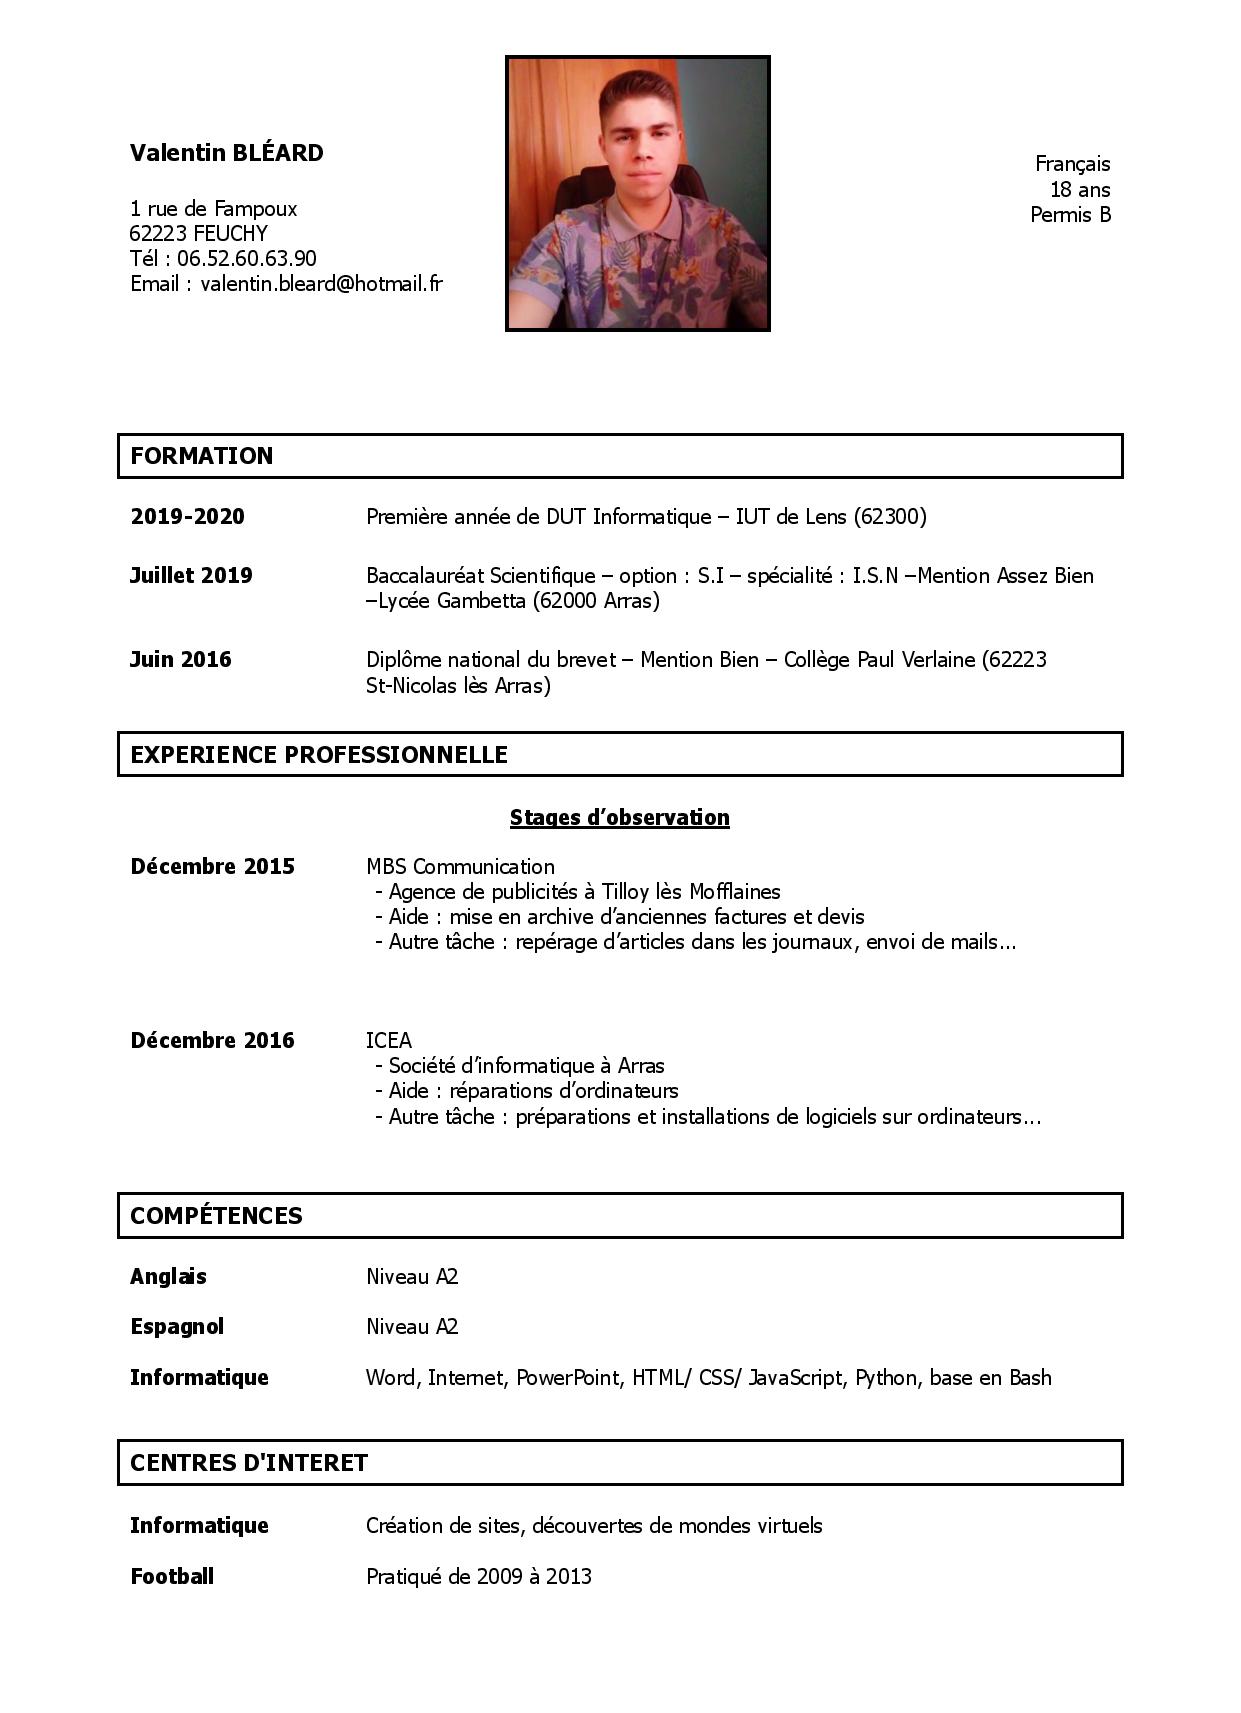 Valentin BLÉARD
1 rue de Fampoux
62223 FEUCHY
Tél : 06.52.60.63.90
Email : valentin.bleard@hotmail.fr
Français
18 ans
Permis B
FORMATION
2019-2020 Première année de DUT Informatique – IUT de Lens (62300)
Juillet 2019 Baccalauréat Scientifique – option : S.I – spécialité : I.S.N –Mention Assez Bien
–Lycée Gambetta (62000 Arras)
Juin 2016 Diplôme national du brevet – Mention Bien – Collège Paul Verlaine (62223
St-Nicolas lès Arras)
EXPERIENCE PROFESSIONNELLE
Stages d’observation
Décembre 2015 MBS Communication
- Agence de publicités à Tilloy lès Mofflaines
- Aide : mise en archive d’anciennes factures et devis
- Autre tâche : repérage d’articles dans les journaux, envoi de mails…
Décembre 2016 ICEA
- Société d’informatique à Arras
- Aide : réparations d’ordinateurs
- Autre tâche : préparations et installations de logiciels sur ordinateurs…
COMPÉTENCES
Anglais Niveau A2
Espagnol Niveau A2
Informatique Word, Internet, PowerPoint, HTML/ CSS/ JavaScript, Python, base en Bash
CENTRES D'INTERET
Informatique Création de sites, découvertes de mondes virtuels
Football Pratiqué de 2009 à 2013